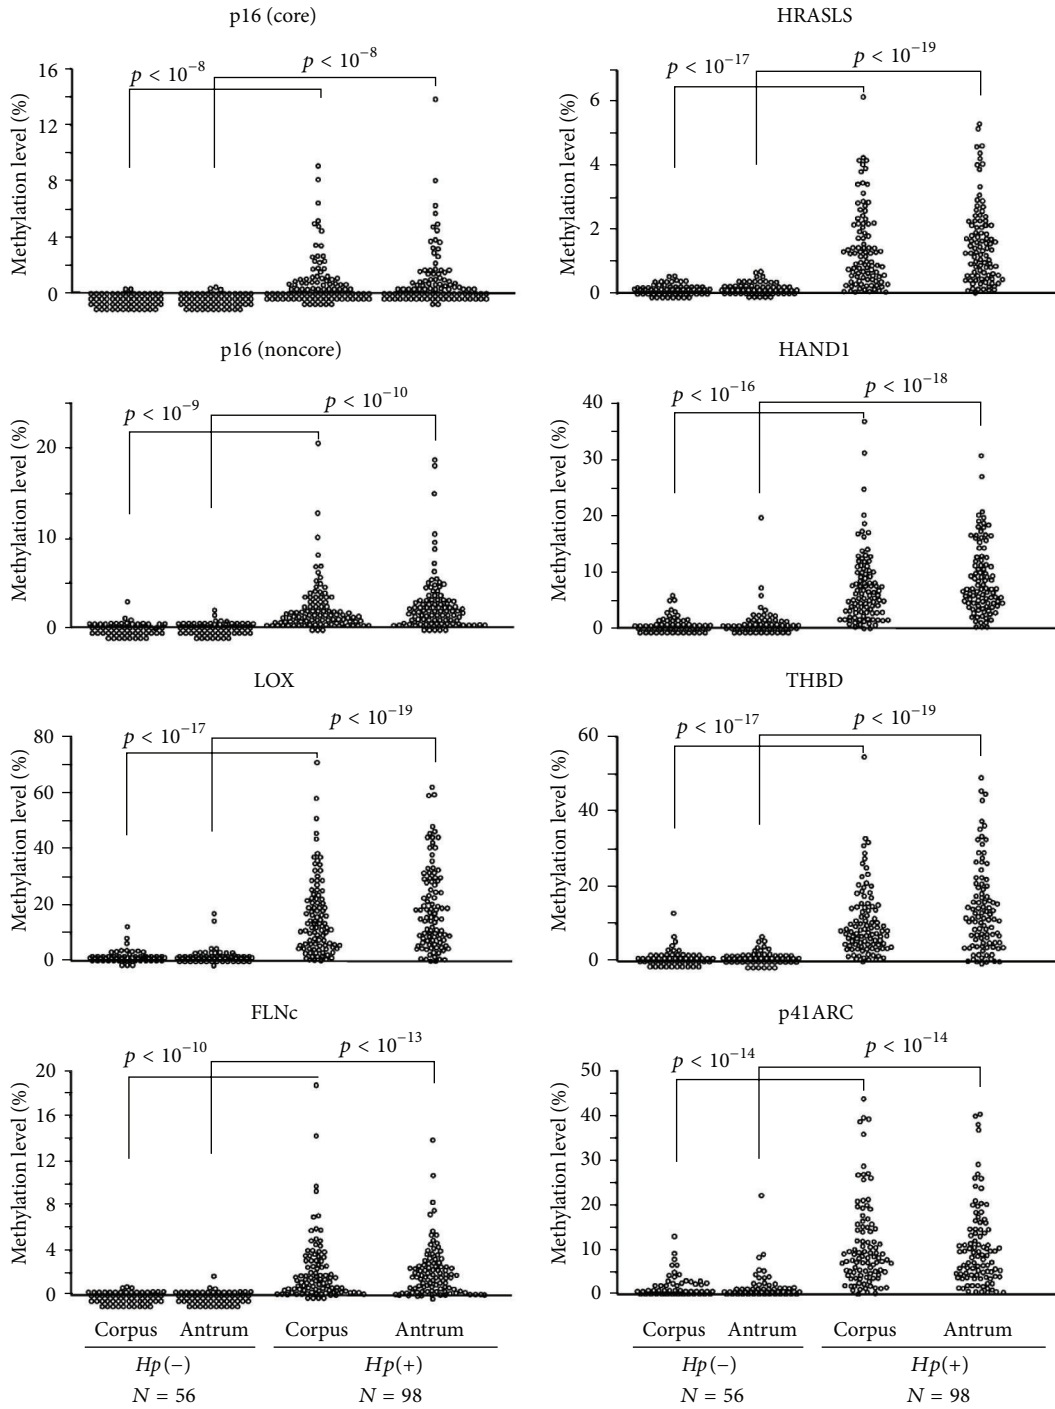 p16 (core)
p < 10−8
p < 10−8
Methylation level (%)
16
12
8
4
0
HRASLS
p < 10−17
p < 10−19
Methylation level (%)
6
4
2
0
p16 (noncore)
p < 10−9
p < 10−10
Methylation level (%)
20
10
0
HAND1
p < 10−16
p < 10−18
Methylation level (%)
40
30
20
10
0
LOX
p < 10−17
p < 10−19
Methylation level (%)
80
60
40
20
0
THBD
p < 10−17
p < 10−19
Methylation level (%)
60
40
20
0
FLNc
p < 10−10
p < 10−13
Methylation level (%)
20
16
12
8
4
0
Corpus Antrum Corpus Antrum
Hp(−) Hp(+)
N = 56 N = 98
p41ARC
p < 10−14
p < 10−14
Methylation level (%)
50
40
30
20
10
0
Corpus Antrum Corpus Antrum
Hp(−) Hp(+)
N = 56 N = 98